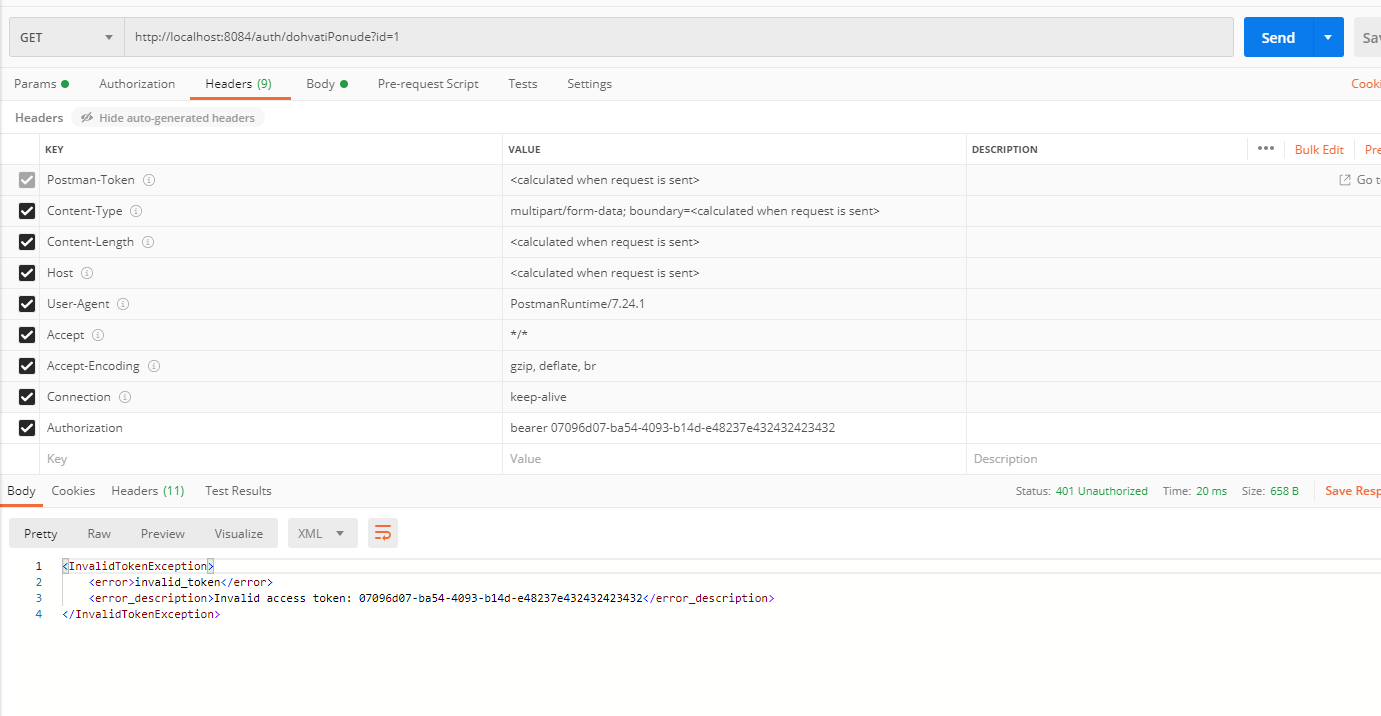 GET http://localhost:8084/auth/dohvatiPonude?id=1 Send Sav
Params Authorization Headers (9) Body Pre-request Script Tests Settings Cooki
Headers Hide auto-generated headers
KEY VALUE DESCRIPTION ••• Bulk Edit Pre
Postman-Token <calculated when request is sent> Go to
Content-Type multipart/form-data; boundary=<calculated when request is sent>
Content-Length <calculated when request is sent>
Host <calculated when request is sent>
User-Agent PostmanRuntime/7.24.1
Accept */*
Accept-Encoding gzip, deflate, br
Connection keep-alive
Authorization bearer 07096d07-ba54-4093-b14d-e48237e432432423432
Key Value Description
Body Cookies Headers (11) Test Results Status: 401 Unauthorized Time: 20 ms Size: 658 B Save Resp
Pretty Raw Preview Visualize XML
1 <InvalidTokenException>
2 <error>invalid_token</error>
3 <error_description>Invalid access token: 07096d07-ba54-4093-b14d-e48237e432432423432</error_description>
4 </InvalidTokenException>